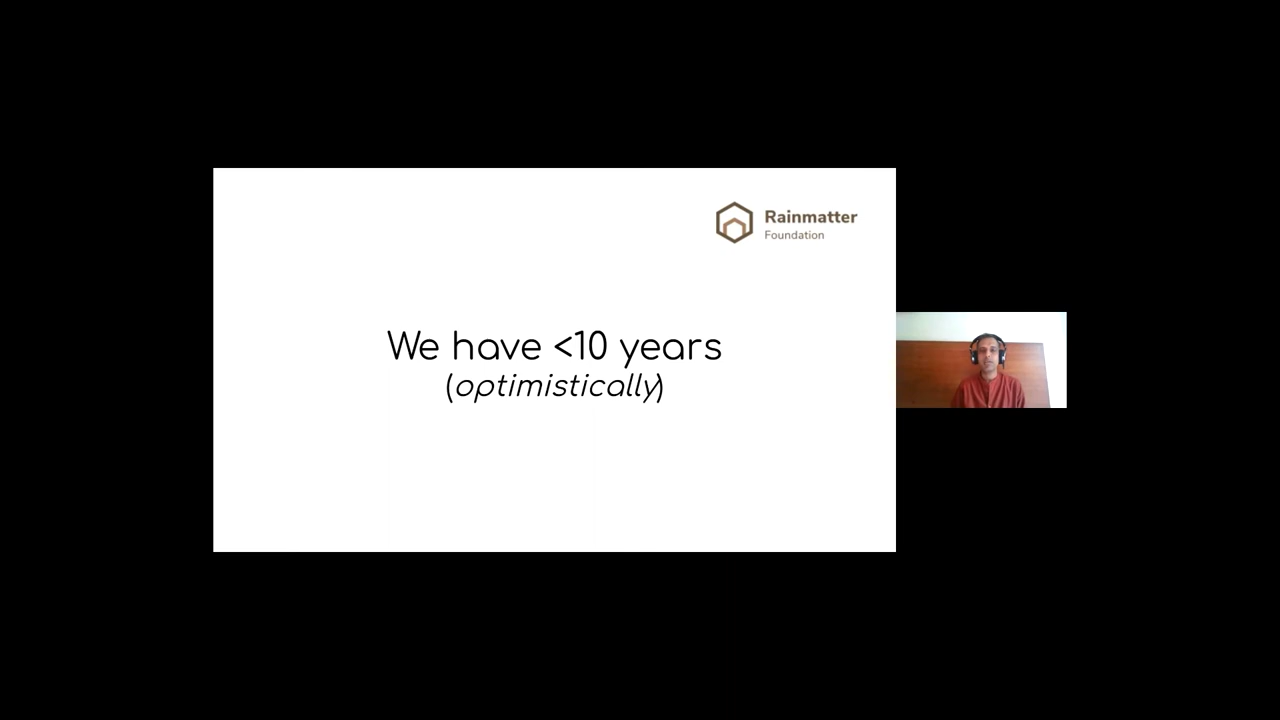 Rainmatter
Foundation
We have <10 years
(optimistically)